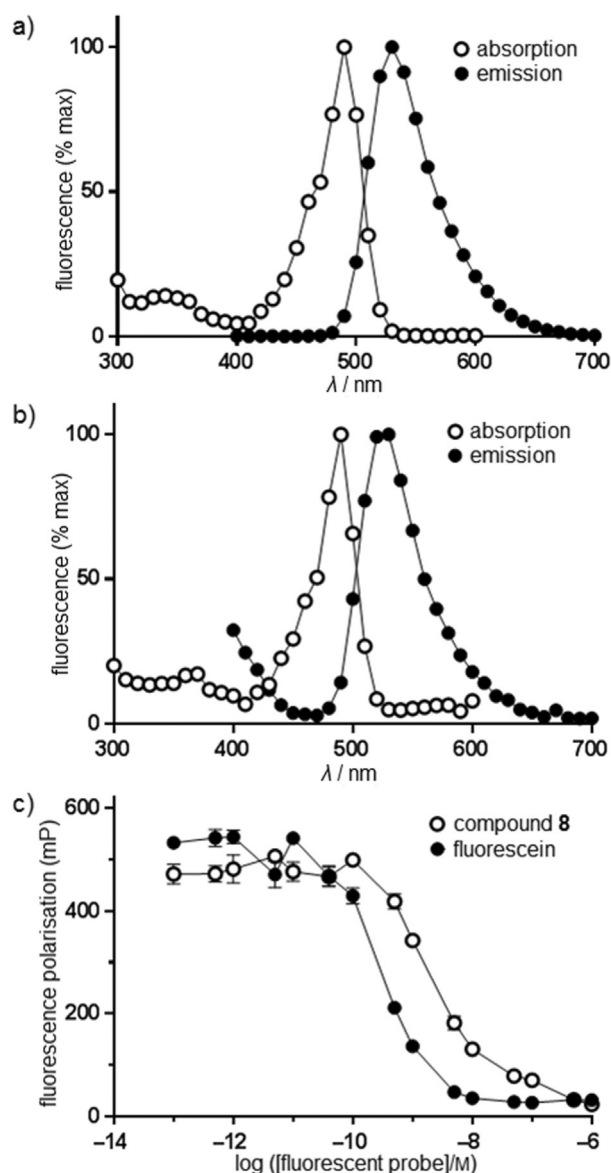 a)
absorption
emission
fluorescence (% max)
100
50
0
300 400 500 600 700
λ / nm
b)
absorption
emission
fluorescence (% max)
100
50
0
300 400 500 600 700
λ / nm
c)
compound 8
fluorescein
fluorescence polarisation (mP)
600
400
200
0
−14 −12 −10 −8 −6
log ([fluorescent probe]/M)